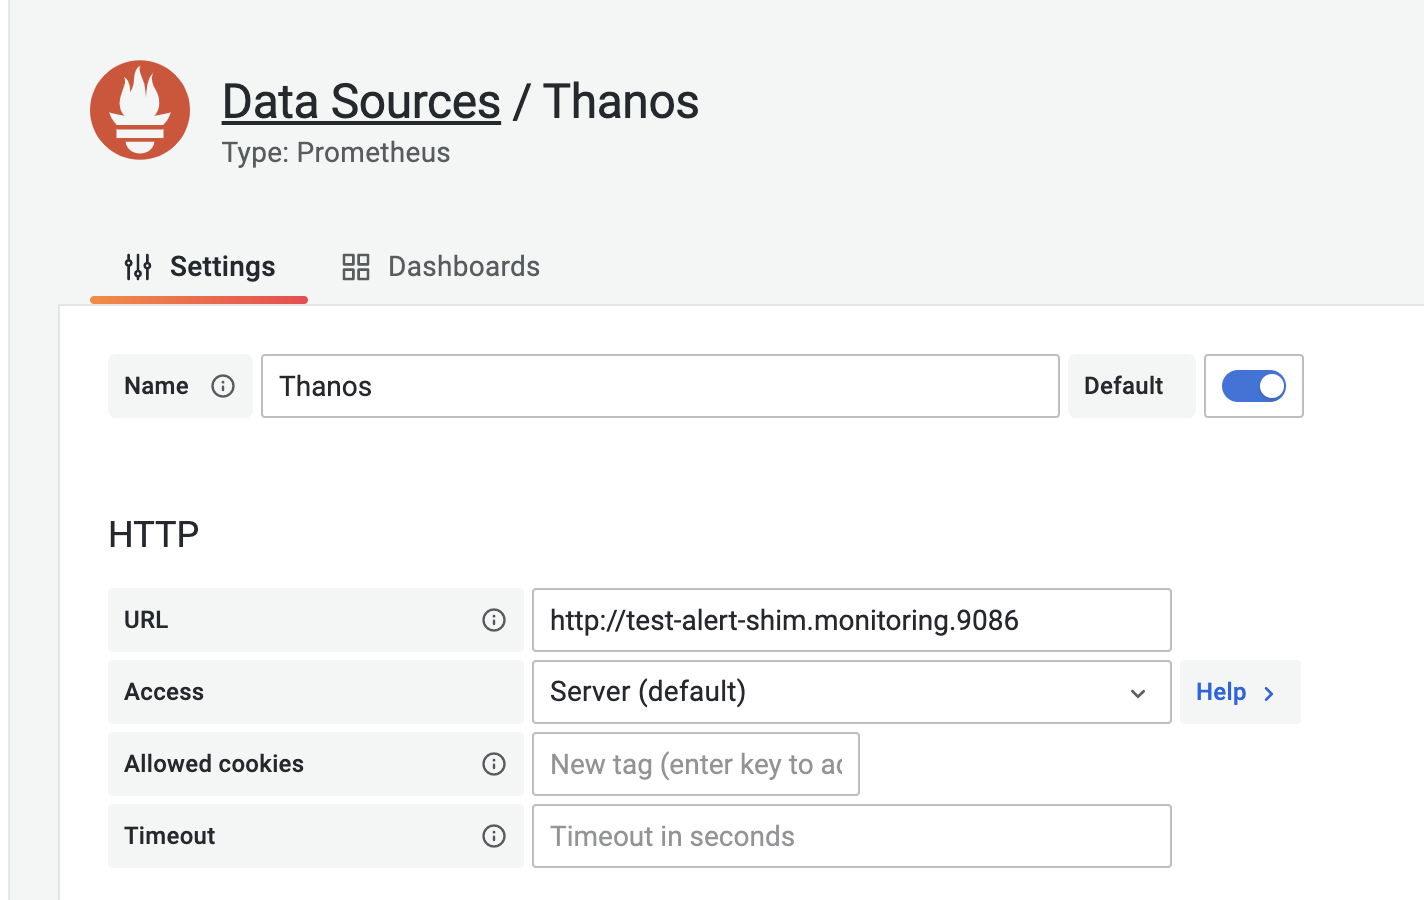 Data Sources / Thanos
Type: Prometheus
Settings Dashboards
Name Thanos Default
HTTP
URL http://test-alert-shim.monitoring.9086
Access Server (default) Help
Allowed cookies New tag (enter key to ad
Timeout Timeout in seconds